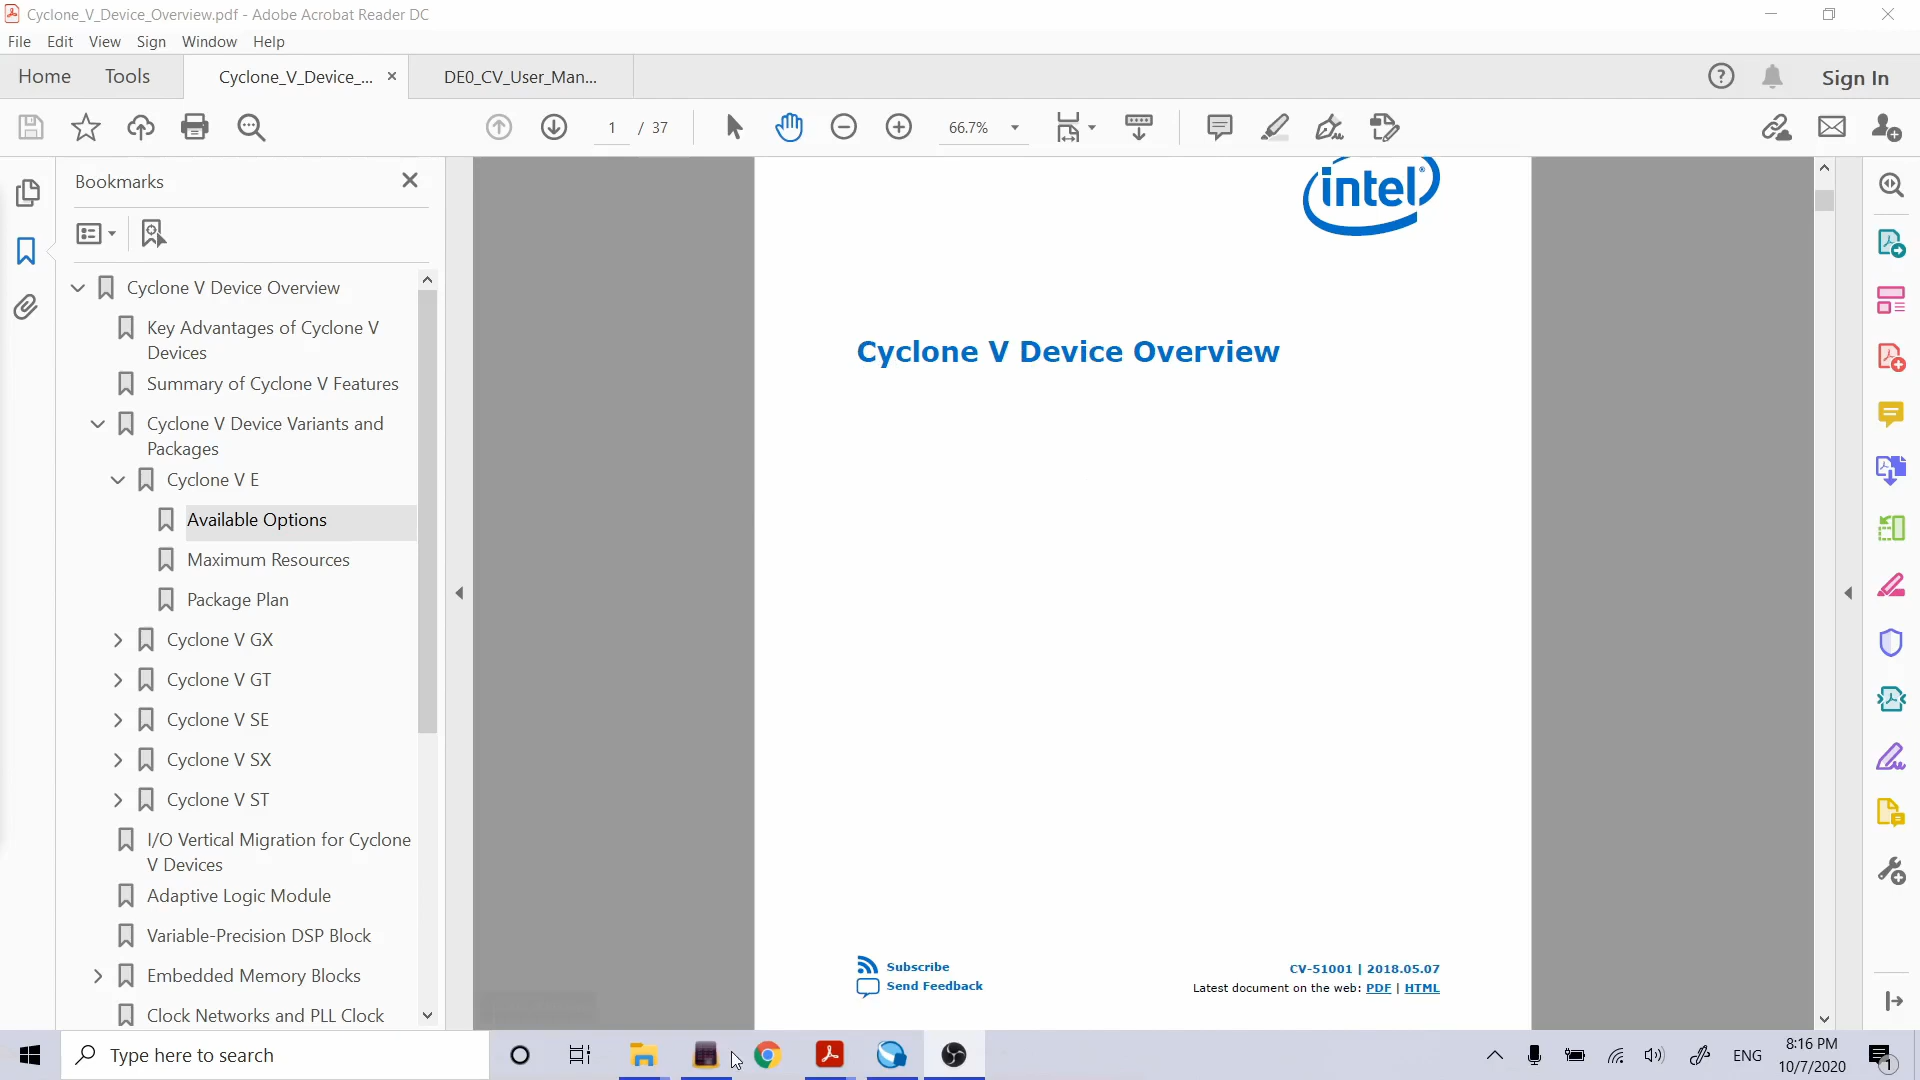 Cyclone_V_Device_Overview.pdf - Adobe Acrobat Reader DC
File Edit View Sign Window Help
Home Tools Cyclone_V_Device_... DE0_CV_User_Man... Sign In
1 / 37 66.7%
Bookmarks
Cyclone V Device Overview
Key Advantages of Cyclone V
Devices
Summary of Cyclone V Features
Cyclone V Device Variants and
Packages
Cyclone V E
Available Options
Maximum Resources
Package Plan
Cyclone V GX
Cyclone V GT
Cyclone V SE
Cyclone V SX
Cyclone V ST
I/O Vertical Migration for Cyclone
V Devices
Adaptive Logic Module
Variable-Precision DSP Block
Embedded Memory Blocks
Clock Networks and PLL Clock
intel®
Cyclone V Device Overview
Subscribe
Send Feedback
CV-51001 | 2018.05.07
Latest document on the web: PDF | HTML
Type here to search
ENG
8:16 PM
10/7/2020
1